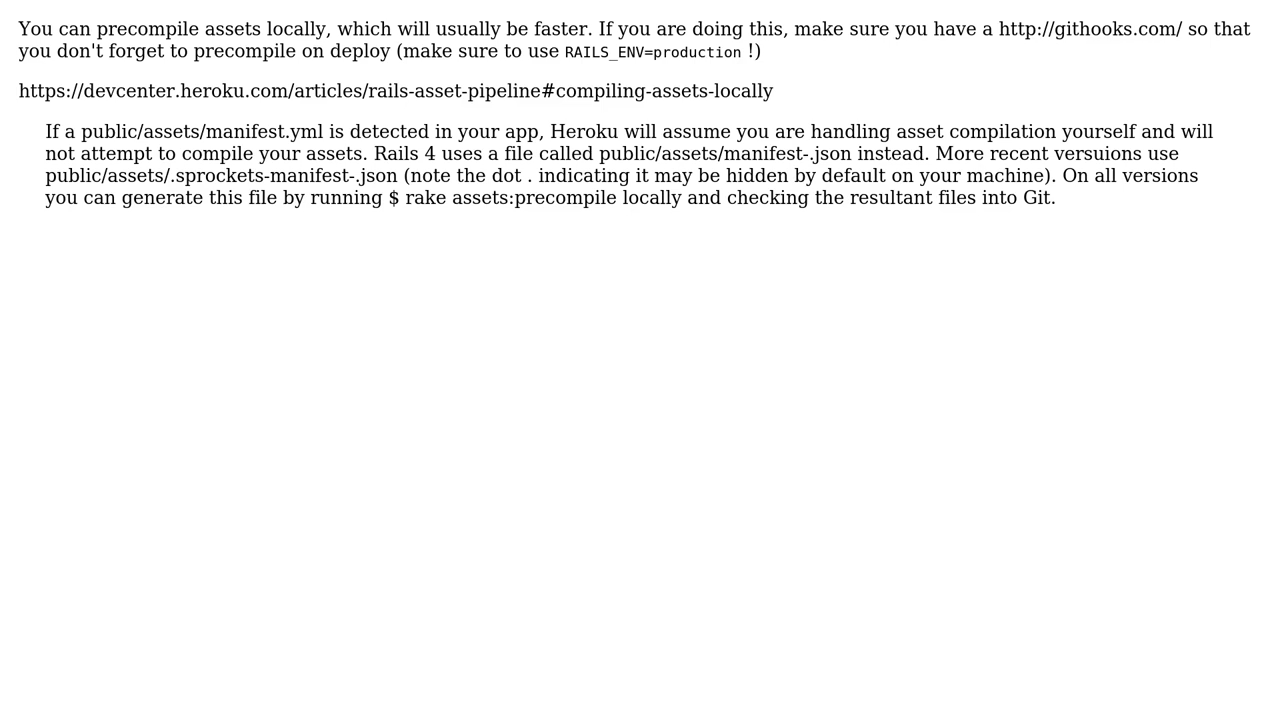 You can precompile assets locally, which will usually be faster. If you are doing this, make sure you have a http://githooks.com/ so that
you don't forget to precompile on deploy (make sure to use RAILS_ENV=production !)
https://devcenter.heroku.com/articles/rails-asset-pipeline#compiling-assets-locally
If a public/assets/manifest.yml is detected in your app, Heroku will assume you are handling asset compilation yourself and will
not attempt to compile your assets. Rails 4 uses a file called public/assets/manifest-.json instead. More recent versuions use
public/assets/.sprockets-manifest-.json (note the dot . indicating it may be hidden by default on your machine). On all versions
you can generate this file by running $ rake assets:precompile locally and checking the resultant files into Git.